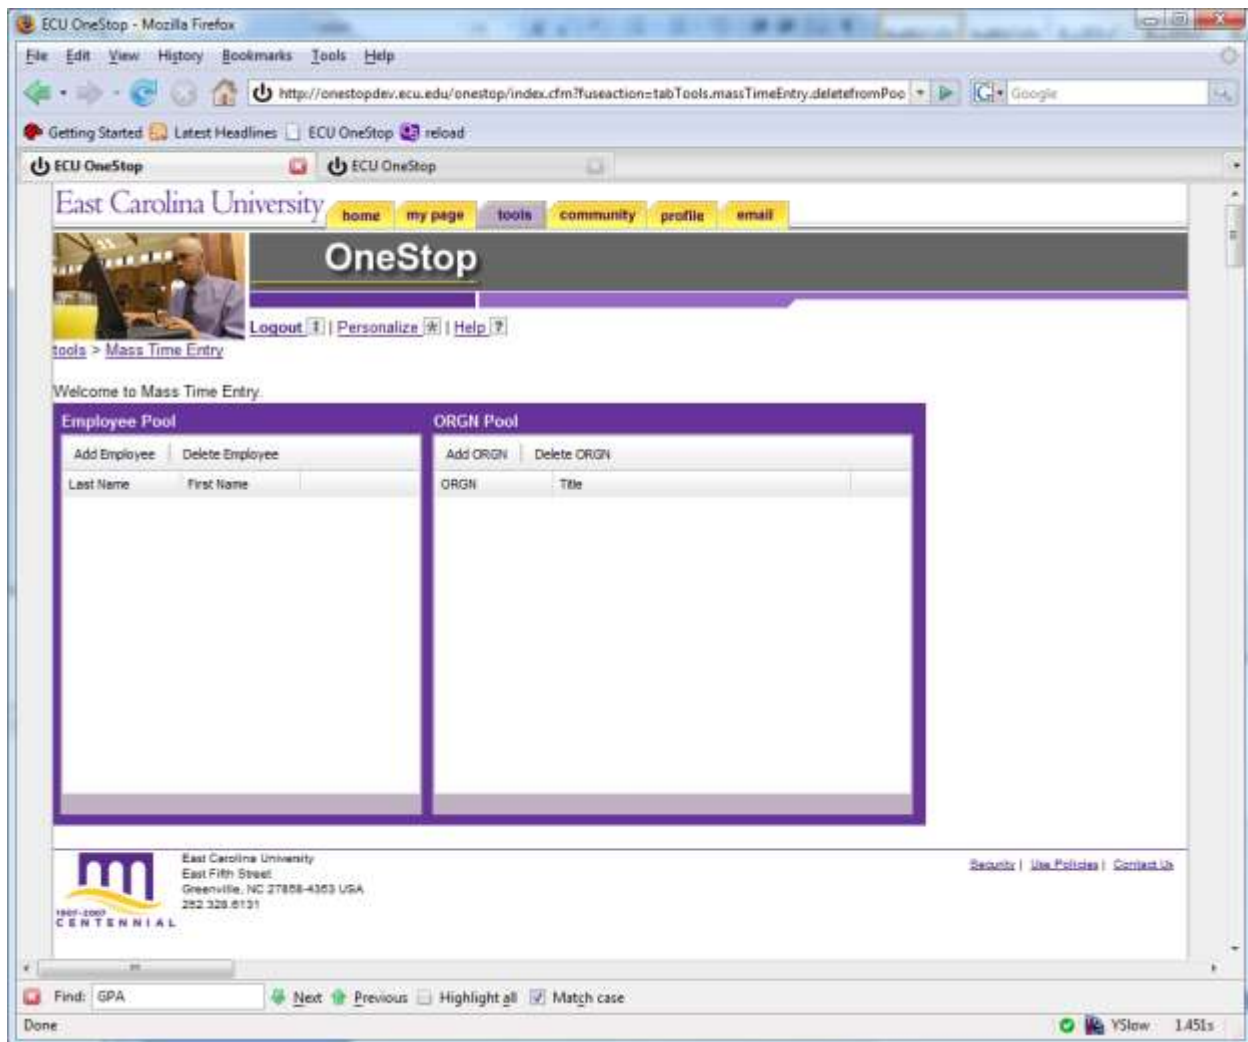 ECU OneStop - Mozilla Firefox
File Edit View History Bookmarks Tools Help
http://onestopdev.ecu.edu/onestop/index.cfm?fuseaction=tabTools.massTimeEntry.deletefromPoo G Google
Getting Started Latest Headlines ECU OneStop reload
ECU OneStop ECU OneStop
East Carolina University home my page tools community profile email
OneStop
Logout | Personalize | Help ?
tools > Mass Time Entry
Welcome to Mass Time Entry.
Employee Pool ORGN Pool
Add Employee Delete Employee Add ORGN Delete ORGN
Last Name First Name ORGN Title
East Carolina University
East Fifth Street
Greenville, NC 27858-4353 USA
252.328.6131
Security | Use Policies | Contact Us
1907-2007
CENTENNIAL
Find: GPA Next Previous Highlight all Match case
Done YSlow 1.451s